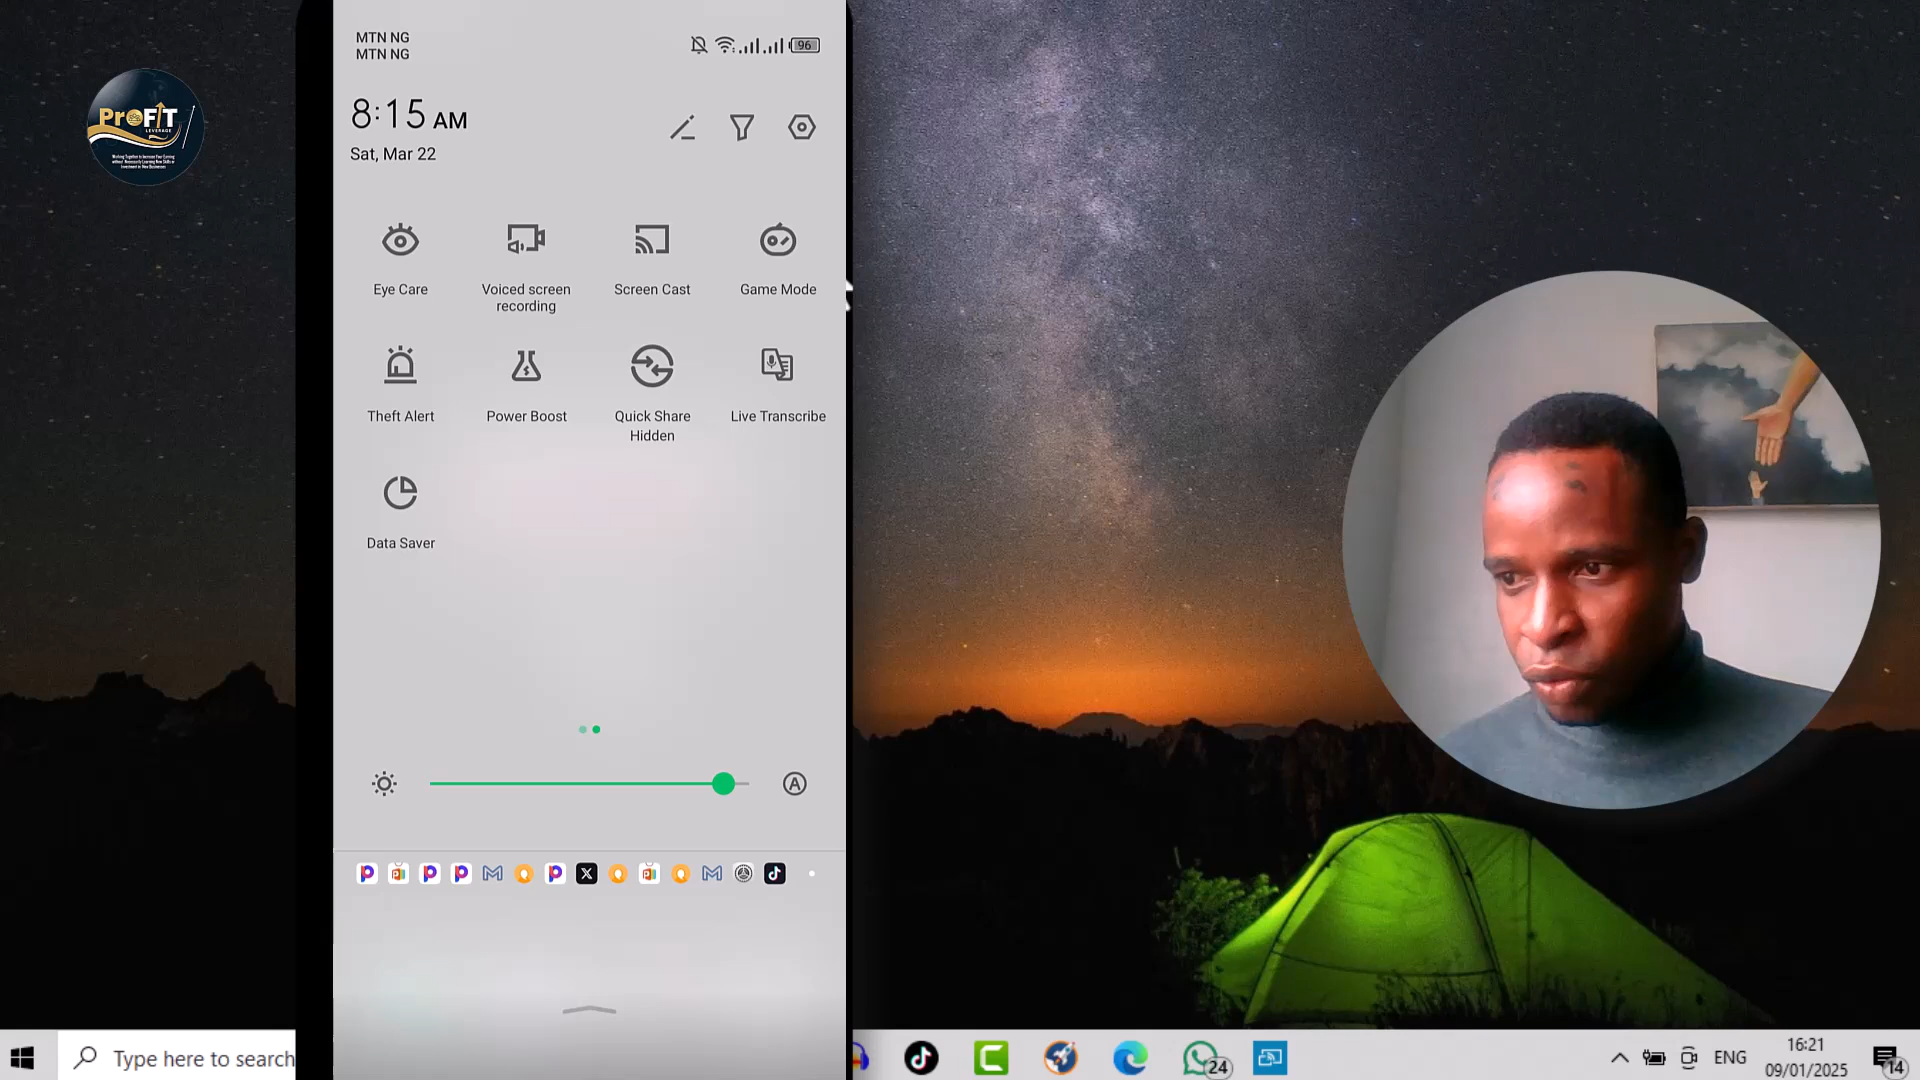 PROFIT
LEVERAGE
MTN NG
MTN NG
96
8:15 AM
Sat, Mar 22
Eye Care
Voiced screen
recording
Screen Cast
Game Mode
Theft Alert
Power Boost
Quick Share
Hidden
Live Transcribe
Data Saver
A
Type here to search
24
ENG
16:21
09/01/2025
14